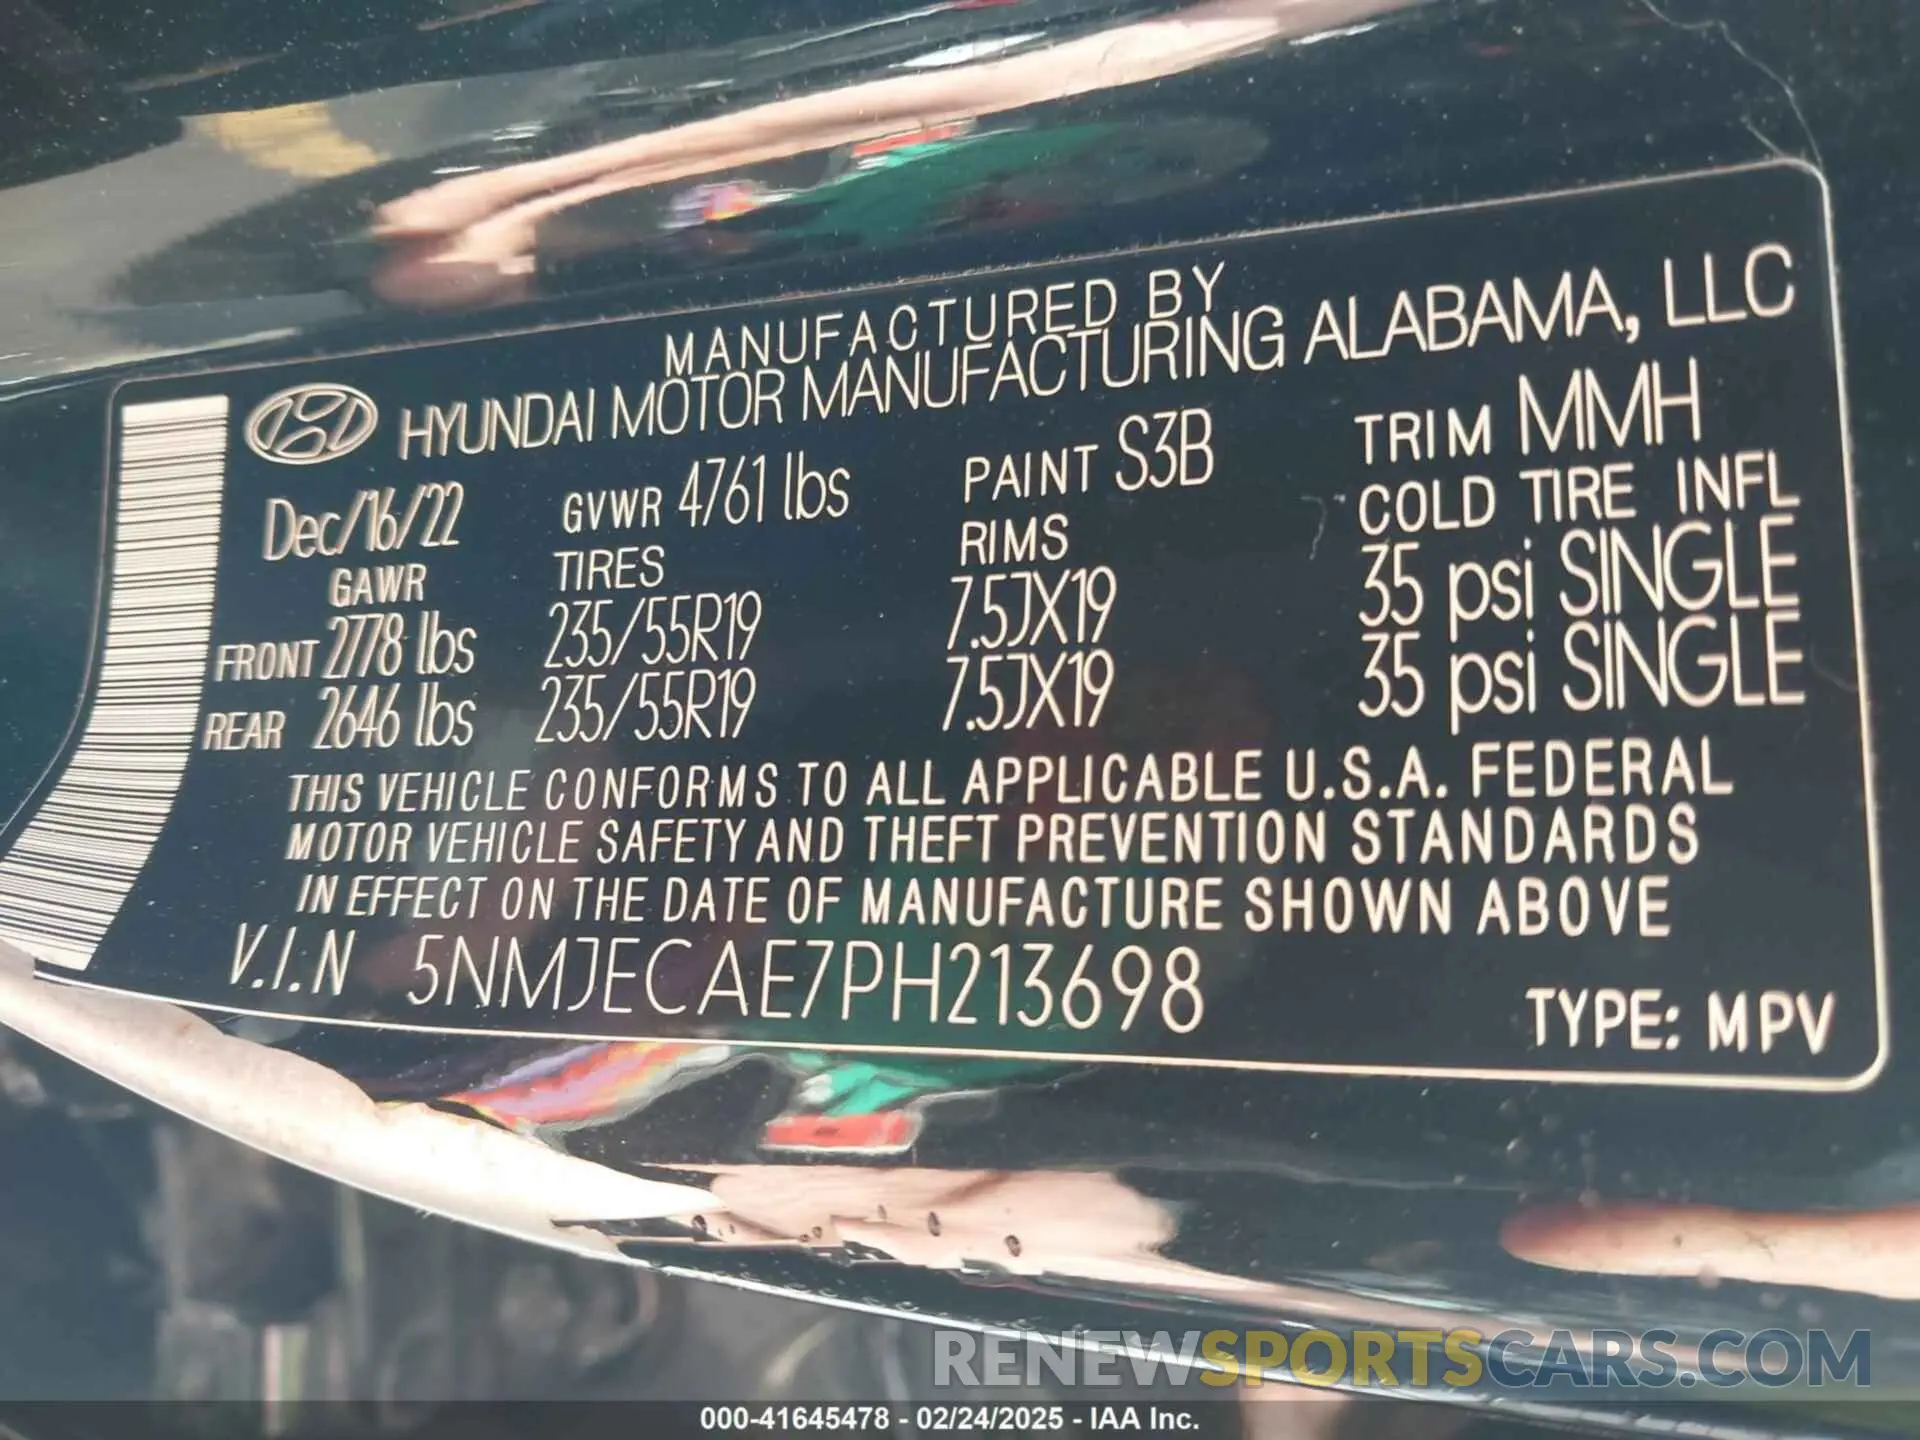 MANUFACTURED BY
HYUNDAI MOTOR MANUFACTURING ALABAMA, LLC
Dec/16/22 GVWR 4761 lbs PAINT S3B TRIM MMH
GAWR TIRES RIMS COLD TIRE INFL
FRONT 2778 lbs 235/55R19 7.5JX19 35 psi SINGLE
REAR 2646 lbs 235/55R19 7.5JX19 35 psi SINGLE
THIS VEHICLE CONFORMS TO ALL APPLICABLE U.S.A. FEDERAL
MOTOR VEHICLE SAFETY AND THEFT PREVENTION STANDARDS
IN EFFECT ON THE DATE OF MANUFACTURE SHOWN ABOVE
V.I.N 5NMJECAE7PH213698
TYPE: MPV
RENEWSPORTSCARS.COM
000-41645478 - 02/24/2025 - IAA Inc.